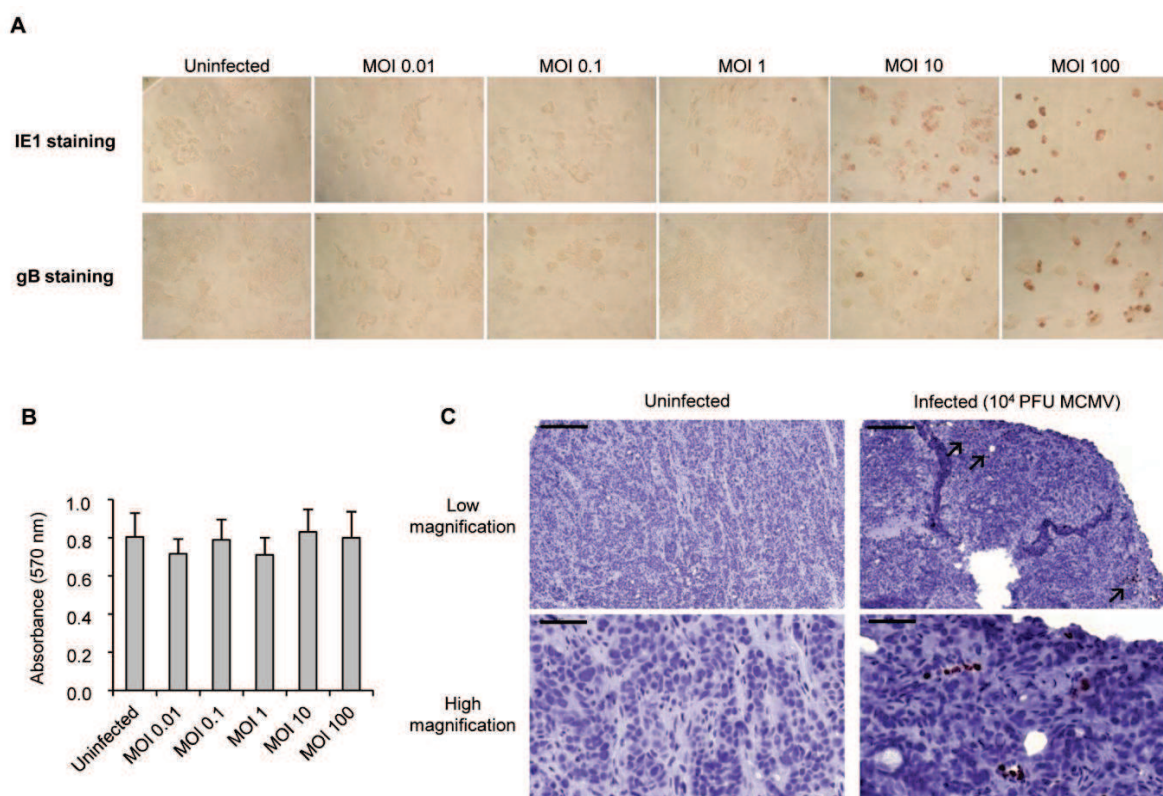 A
Uninfected
MOI 0.01
MOI 0.1
MOI 1
MOI 10
MOI 100
IE1 staining
gB staining
B
Absorbance (570 nm)
1.0
0.8
0.6
0.4
0.2
0.0
Uninfected
MOI 0.01
MOI 0.1
MOI 1
MOI 10
MOI 100
C
Uninfected
Infected (10⁴ PFU MCMV)
Low
magnification
High
magnification